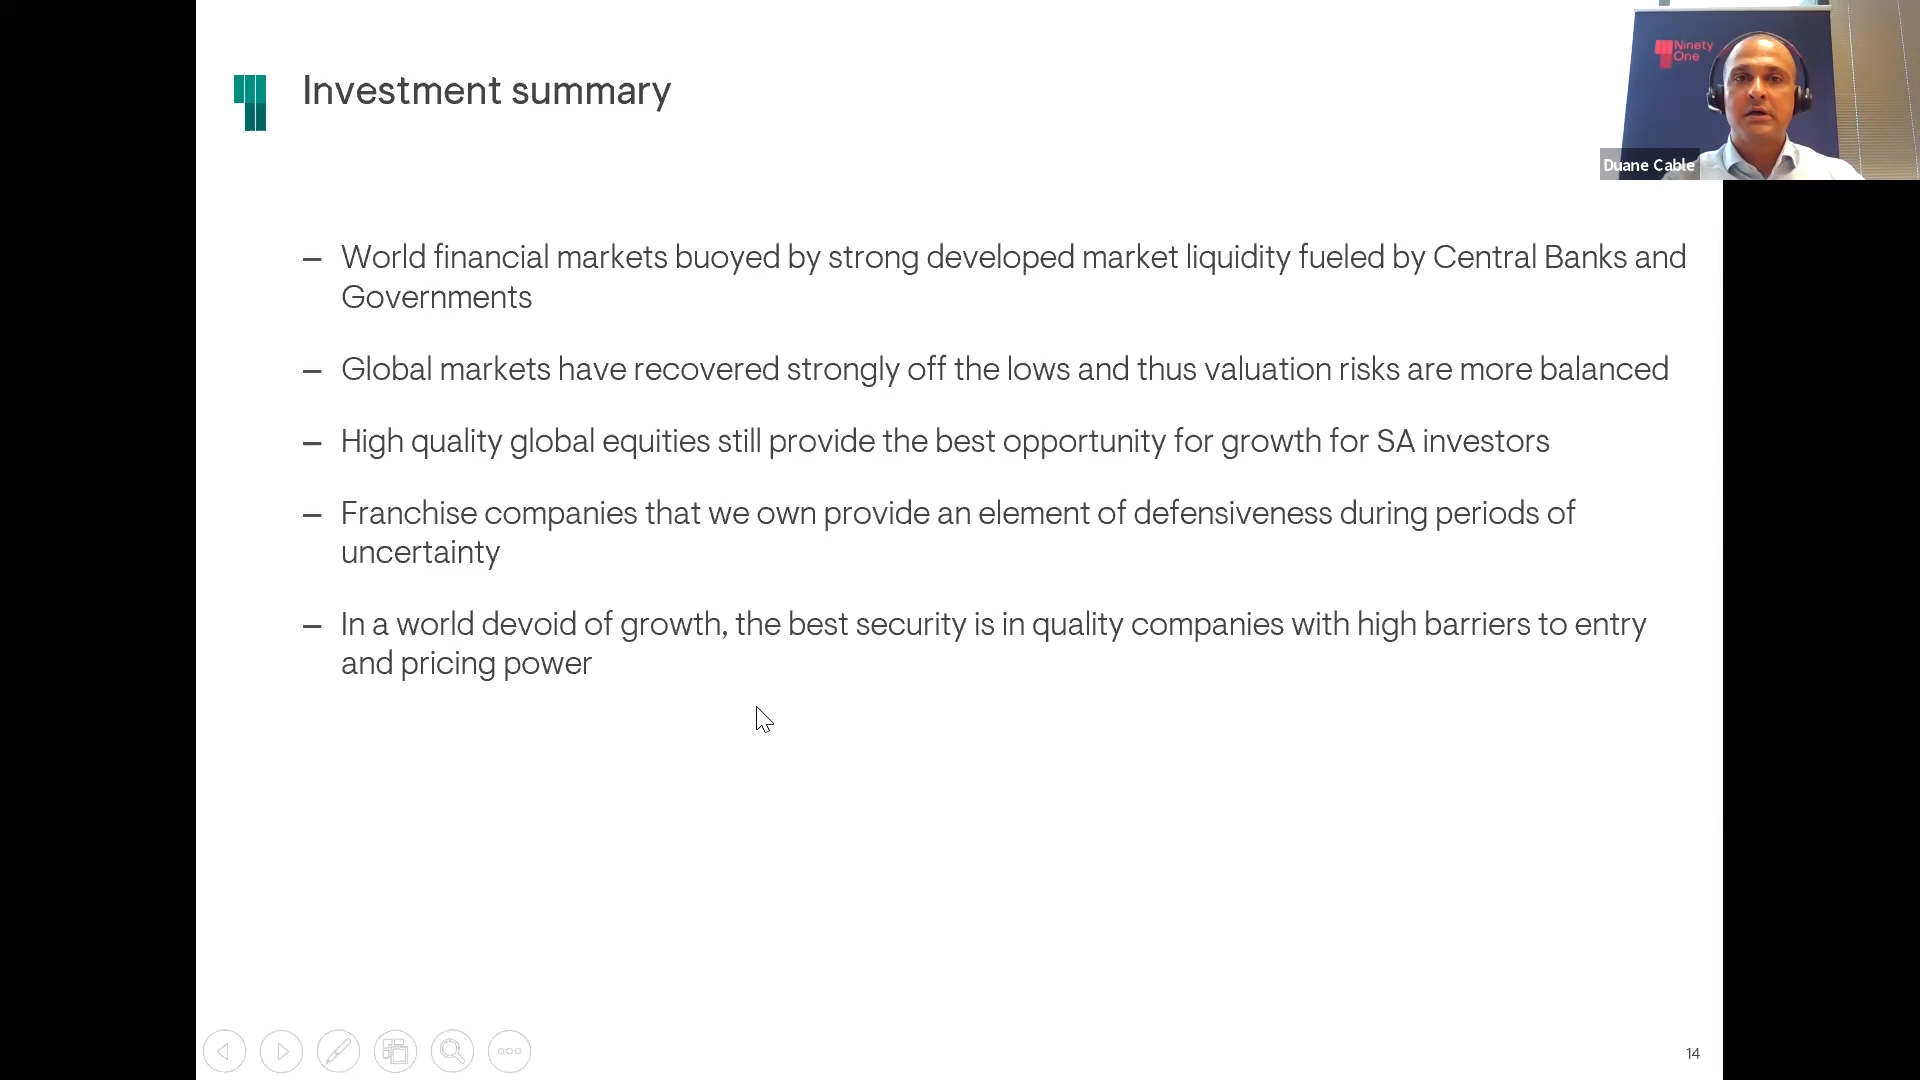 Investment summary
Ninety
One
Duane Cable
– World financial markets buoyed by strong developed market liquidity fueled by Central Banks and
Governments
– Global markets have recovered strongly off the lows and thus valuation risks are more balanced
– High quality global equities still provide the best opportunity for growth for SA investors
– Franchise companies that we own provide an element of defensiveness during periods of
uncertainty
– In a world devoid of growth, the best security is in quality companies with high barriers to entry
and pricing power
14